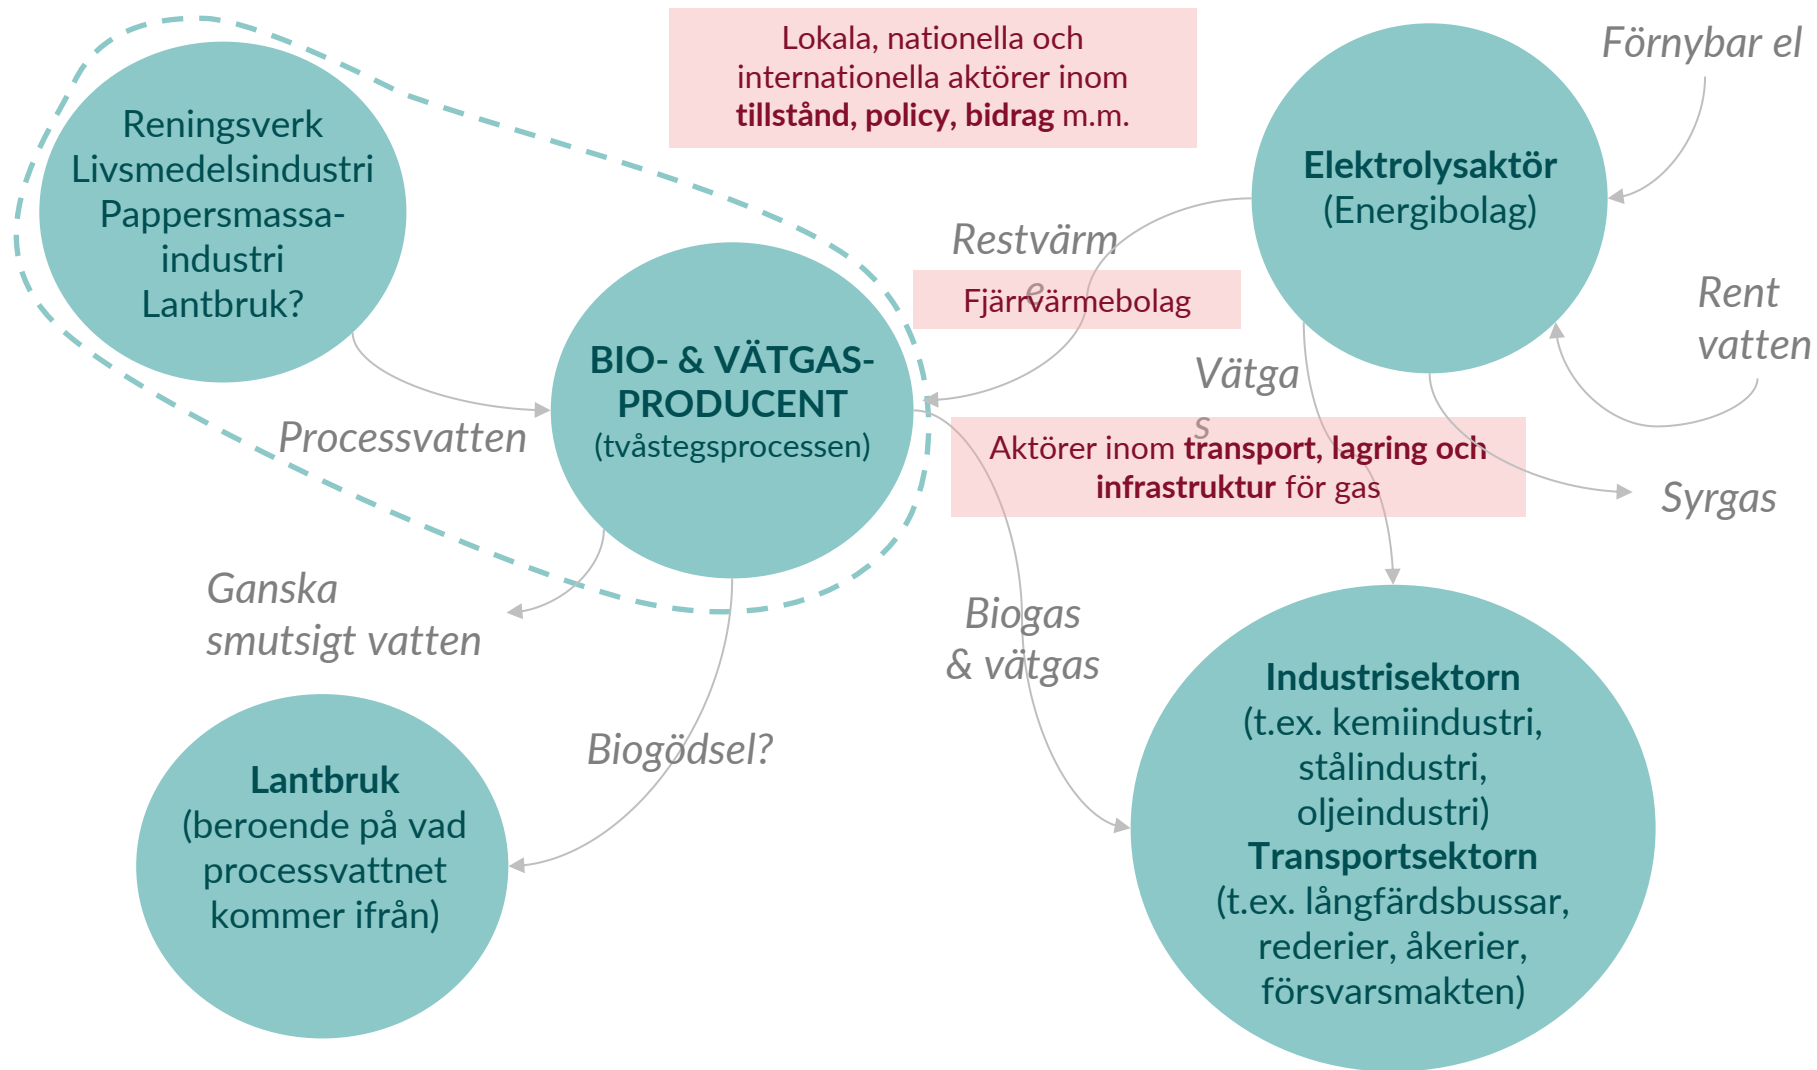 Lokala, nationella och
internationella aktörer inom
tillstånd, policy, bidrag m.m.
Förnybar el
Reningsverk
Livsmedelsindustri
Pappersmassa-
industri
Lantbruk?
Elektrolysaktör
(Energibolag)
Restvärm
e
Fjärrvärmebolag
Rent
vatten
BIO- & VÄTGAS-
PRODUCENT
(tvåstegsprocessen)
Vätga
s
Processvatten
Aktörer inom transport, lagring och
infrastruktur för gas
Syrgas
Ganska
smutsigt vatten
Biogas
& vätgas
Biogödsel?
Lantbruk
(beroende på vad
processvattnet
kommer ifrån)
Industrisektorn
(t.ex. kemiindustri,
stålindustri,
oljeindustri)
Transportsektorn
(t.ex. långfärdsbussar,
rederier, åkerier,
försvarsmakten)